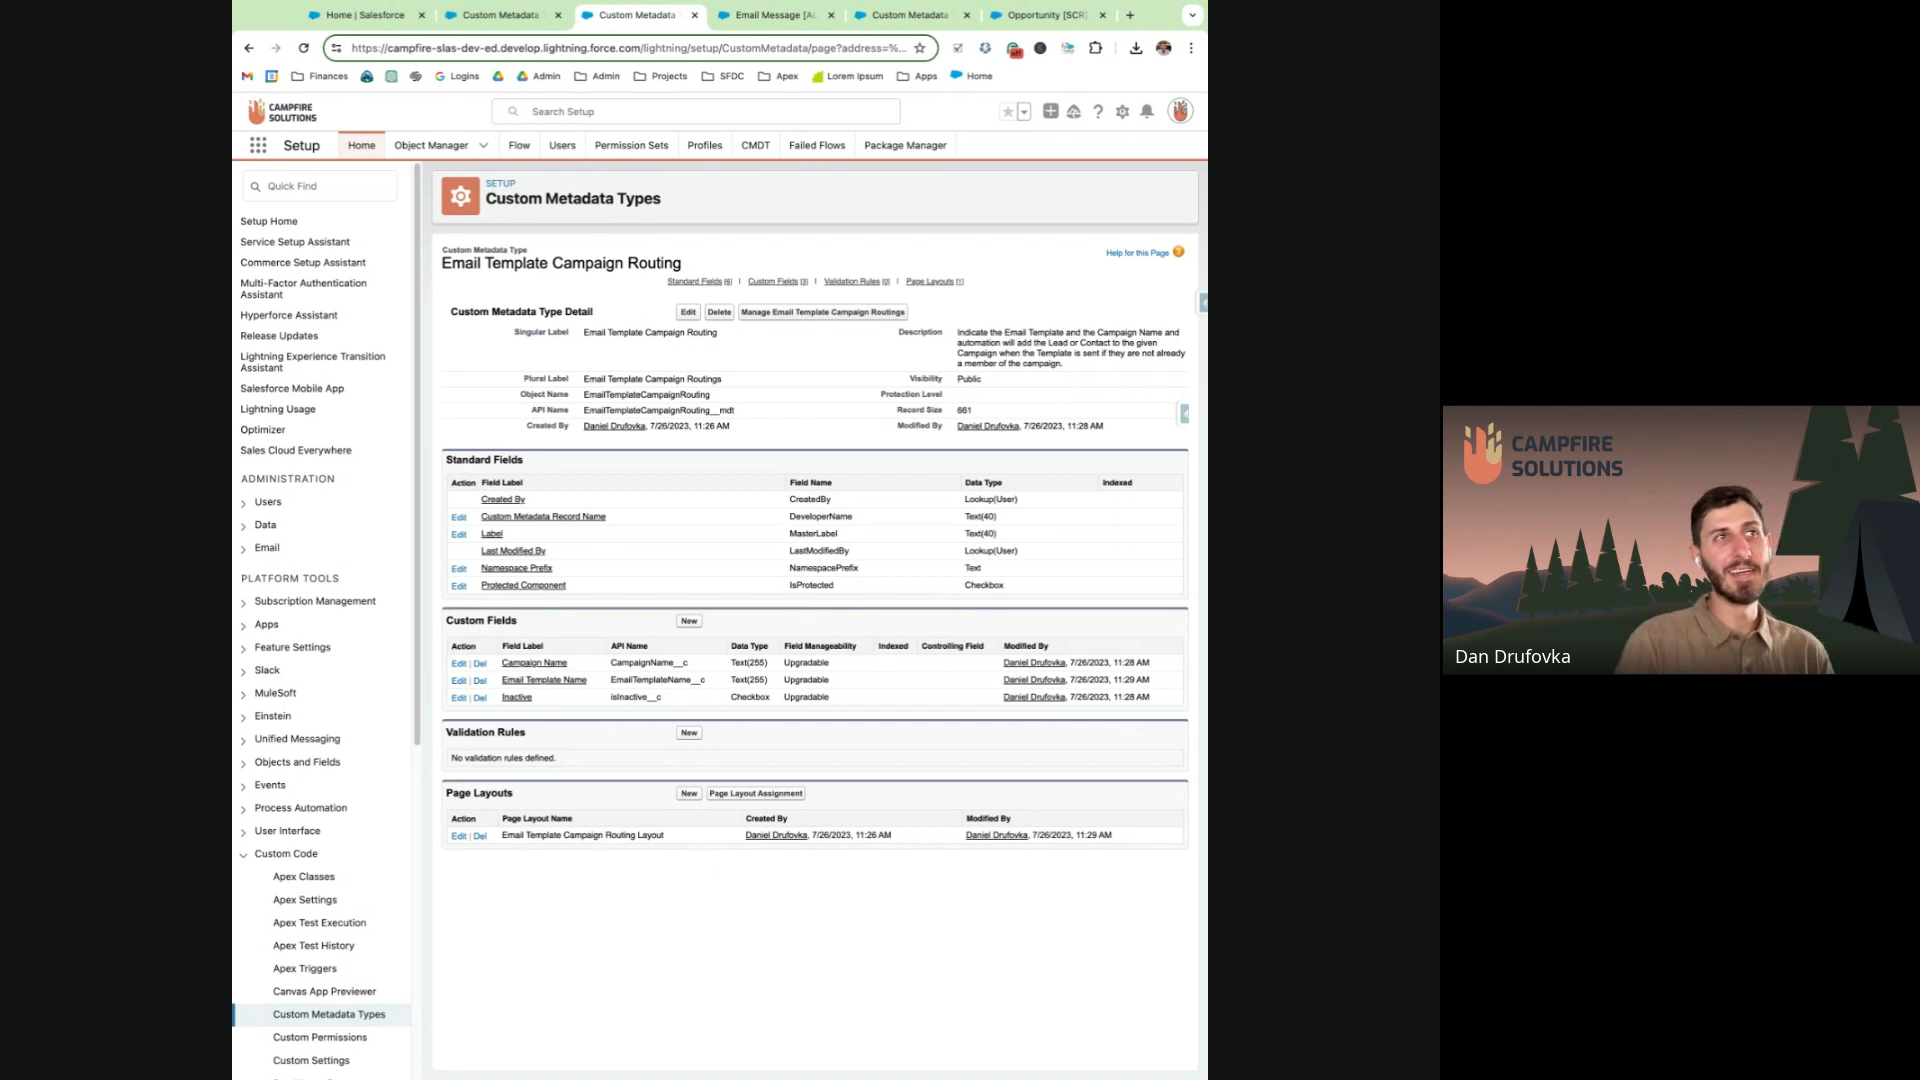 Home | Salesforce
Custom Metadata
Custom Metadata
Email Message [AL
Custom Metadata
Opportunity [SCR]
https://campfire-slas-dev-ed.develop.lightning.force.com/lightning/setup/CustomMetadata/page?address=%...
Finances
Logins
Admin
Admin
Projects
SFDC
Apex
Lorem Ipsum
Apps
Home
CAMPFIRE
SOLUTIONS
Search Setup
Setup
Home
Object Manager
Flow
Users
Permission Sets
Profiles
CMDT
Failed Flows
Package Manager
Quick Find
Setup Home
Service Setup Assistant
Commerce Setup Assistant
Multi-Factor Authentication
Assistant
Hyperforce Assistant
Release Updates
Lightning Experience Transition
Assistant
Salesforce Mobile App
Lightning Usage
Optimizer
Sales Cloud Everywhere
ADMINISTRATION
Users
Data
Email
PLATFORM TOOLS
Subscription Management
Apps
Feature Settings
Slack
MuleSoft
Einstein
Unified Messaging
Objects and Fields
Events
Process Automation
User Interface
Custom Code
Apex Classes
Apex Settings
Apex Test Execution
Apex Test History
Apex Triggers
Canvas App Previewer
Custom Metadata Types
Custom Permissions
Custom Settings
SETUP
Custom Metadata Types
Custom Metadata Type
Email Template Campaign Routing
Help for this Page
Standard Fields [6] | Custom Fields [3] | Validation Rules [0] | Page Layouts [1]
Custom Metadata Type Detail Edit Delete Manage Email Template Campaign Routings
Singular Label Email Template Campaign Routing
Description Indicate the Email Template and the Campaign Name and
automation will add the Lead or Contact to the given
Campaign when the Template is sent if they are not already
a member of the campaign.
Plural Label Email Template Campaign Routings Visibility Public
Object Name EmailTemplateCampaignRouting Protection Level
API Name EmailTemplateCampaignRouting__mdt Record Size 661
Created By Daniel Drufovka, 7/26/2023, 11:26 AM Modified By Daniel Drufovka, 7/26/2023, 11:28 AM
Standard Fields
Action Field Label Field Name Data Type Indexed
Created By CreatedBy Lookup(User)
Edit Custom Metadata Record Name DeveloperName Text(40)
Edit Label MasterLabel Text(40)
Last Modified By LastModifiedBy Lookup(User)
Edit Namespace Prefix NamespacePrefix Text
Edit Protected Component IsProtected Checkbox
Custom Fields New
Action Field Label API Name Data Type Field Manageability Indexed Controlling Field Modified By
Edit | Del Campaign Name CampaignName__c Text(255) Upgradable Daniel Drufovka, 7/26/2023, 11:28 AM
Edit | Del Email Template Name EmailTemplateName__c Text(255) Upgradable Daniel Drufovka, 7/26/2023, 11:29 AM
Edit | Del Inactive isInactive__c Checkbox Upgradable Daniel Drufovka, 7/26/2023, 11:28 AM
Validation Rules New
No validation rules defined.
Page Layouts New Page Layout Assignment
Action Page Layout Name Created By Modified By
Edit | Del Email Template Campaign Routing Layout Daniel Drufovka, 7/26/2023, 11:26 AM Daniel Drufovka, 7/26/2023, 11:29 AM
CAMPFIRE
SOLUTIONS
Dan Drufovka